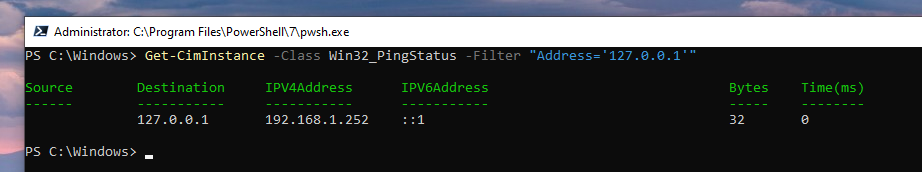 Administrator: C:\Program Files\PowerShell\7\pwsh.exe
PS C:\Windows> Get-CimInstance -Class Win32_PingStatus -Filter "Address='127.0.0.1'"
Source        Destination     IPV4Address      IPV6Address                              Bytes    Time(ms)
------        -----------     -----------      -----------                              -----    --------
              127.0.0.1       192.168.1.252    ::1                                      32       0
PS C:\Windows>